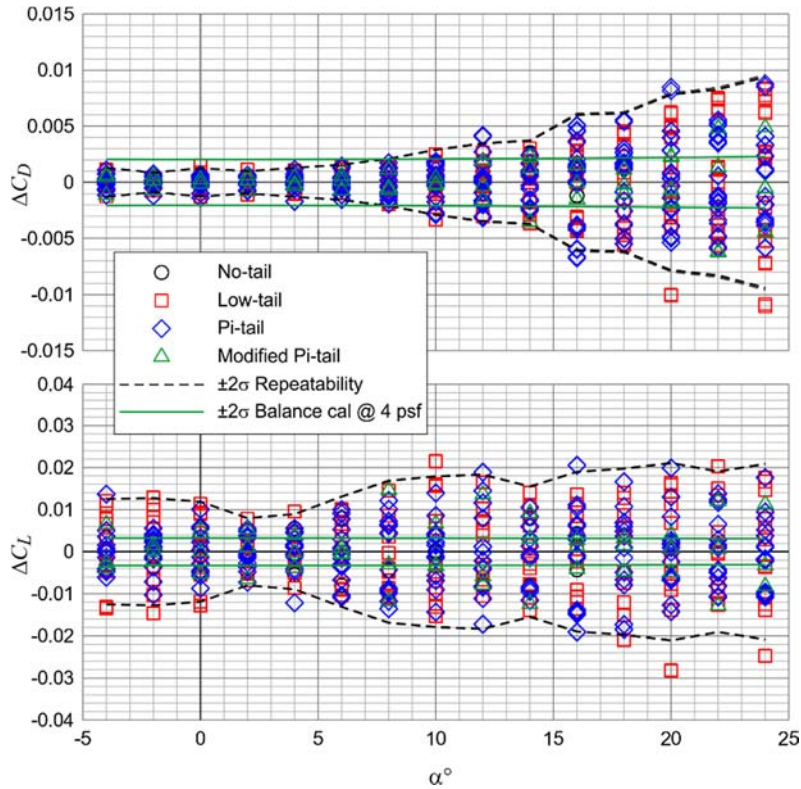 0.015
0.01
0.005
0
-0.005
-0.01
-0.015
ΔC_D
No-tail
Low-tail
Pi-tail
Modified Pi-tail
±2σ Repeatability
±2σ Balance cal @ 4 psf
0.04
0.03
0.02
0.01
0
-0.01
-0.02
-0.03
-0.04
ΔC_L
-5 0 5 10 15 20 25
α°